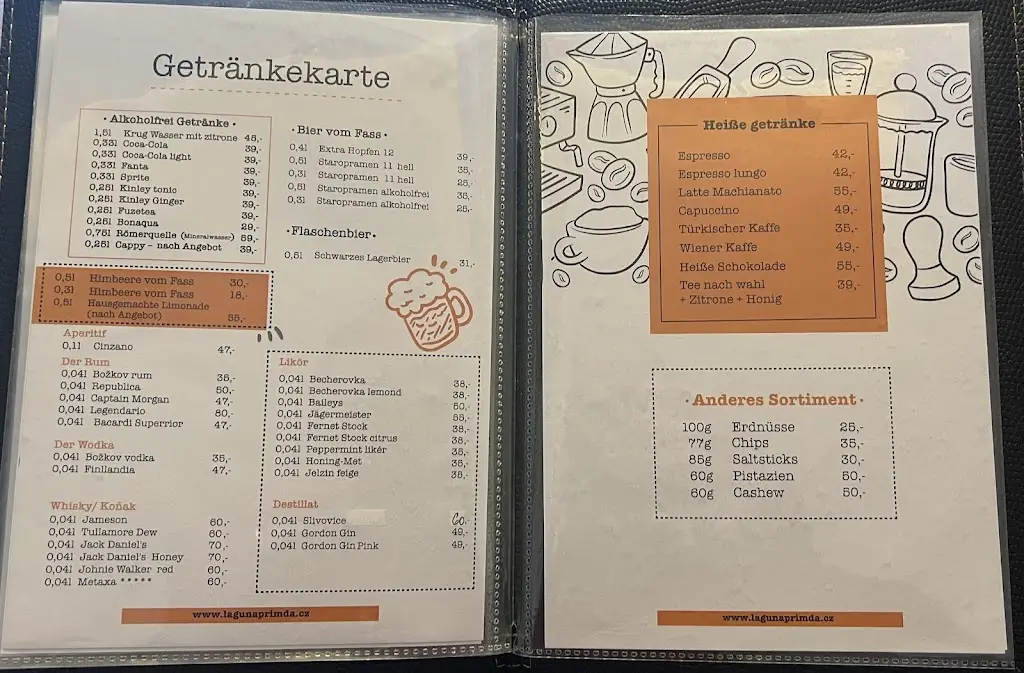 Getränkekarte
· Alkoholfrei Getränke ·
1,5l Krug Wasser mit zitrone 45,-
0,33l Coca-Cola 39,-
0,33l Coca-Cola light 39,-
0,33l Fanta 39,-
0,33l Sprite 39,-
0,25l Kinley tonic 39,-
0,25l Kinley Ginger 39,-
0,25l Fuzetea 39,-
0,25l Bonaqua 29,-
0,75l Römerquelle (Mineralwasser) 59,-
0,25l Cappy - nach Angebot 39,-
0,5l Himbeere vom Fass 30,-
0,3l Himbeere vom Fass 18,-
0,5l Hausgemachte Limonade
(nach Angebot) 55,-
Aperitif
0,1l Cinzano 47,-
Der Rum
0,04l Božkov rum 35,-
0,04l Republica 50,-
0,04l Captain Morgan 47,-
0,04l Legendario 80,-
0,04l Bacardi Superrior 47,-
Der Wodka
0,04l Božkov vodka 35,-
0,04l Finllandia 47,-
Whisky/ Koňak
0,04l Jameson 60,-
0,04l Tullamore Dew 60,-
0,04l Jack Daniel's 70,-
0,04l Jack Daniel's Honey 70,-
0,04l Johnie Walker red 60,-
0,04l Metaxa ***** 60,-
· Bier vom Fass ·
0,4l Extra Hopfen 12 39,-
0,5l Staropramen 11 hell 35,-
0,3l Staropramen 11 hell 25,-
0,5l Staropramen alkoholfrei 35,-
0,3l Staropramen alkoholfrei 25,-
·Flaschenbier·
0,5l Schwarzes Lagerbier 31,-
Likör
0,04l Becherovka 38,-
0,04l Becherovka lemond 38,-
0,04l Baileys 50,-
0,04l Jägermeister 55,-
0,04l Fernet Stock 38,-
0,04l Fernet Stock citrus 38,-
0,04l Peppermint likér 35,-
0,04l Honing-Met 35,-
0,04l Jelzin feige 35,-
Destillat
0,04l Slivovice 60,-
0,04l Gordon Gin 49,-
0,04l Gordon Gin Pink 49,-
www.lagunaprimda.cz
Heiße getränke
Espresso 42,-
Espresso lungo 42,-
Latte Machianato 55,-
Capuccino 49,-
Türkischer Kaffe 35,-
Wiener Kaffe 49,-
Heiße Schokolade 55,-
Tee nach wahl 39,-
+ Zitrone + Honig
· Anderes Sortiment ·
100g Erdnüsse 25,-
77g Chips 35,-
85g Saltsticks 30,-
60g Pistazien 50,-
60g Cashew 50,-
www.lagunaprimda.cz